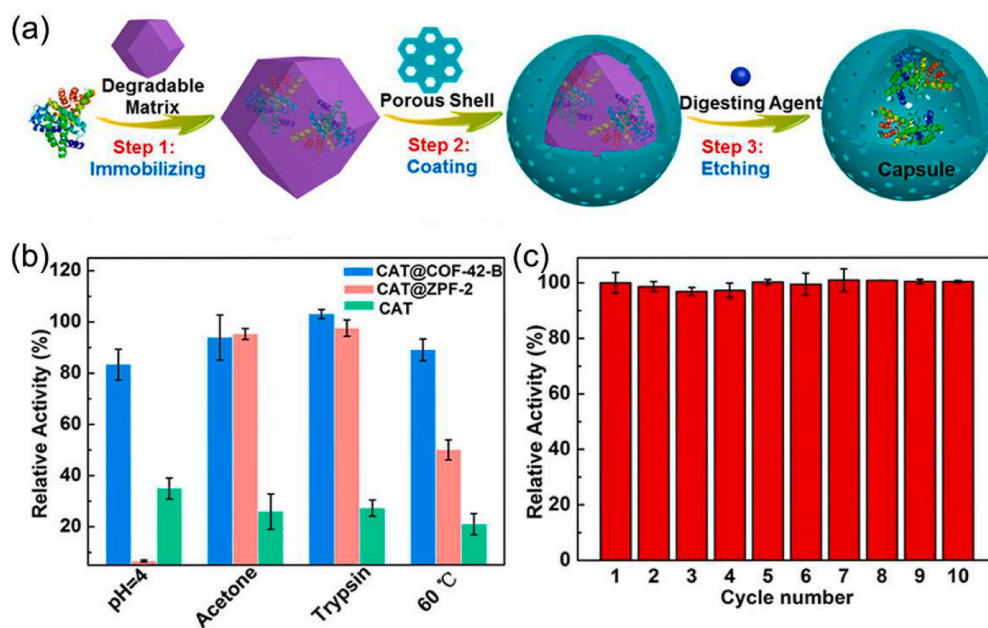 (a)
Degradable
Matrix
Step 1:
Immobilizing
Porous Shell
Step 2:
Coating
Digesting Agent
Step 3:
Etching
Capsule
(b)
120
100
80
60
40
20
Relative Activity (%)
CAT@COF-42-B
CAT@ZPF-2
CAT
pH=4
Acetone
Trypsin
60 ℃
(c)
100
80
60
40
20
0
Relative Activity (%)
1 2 3 4 5 6 7 8 9 10
Cycle number